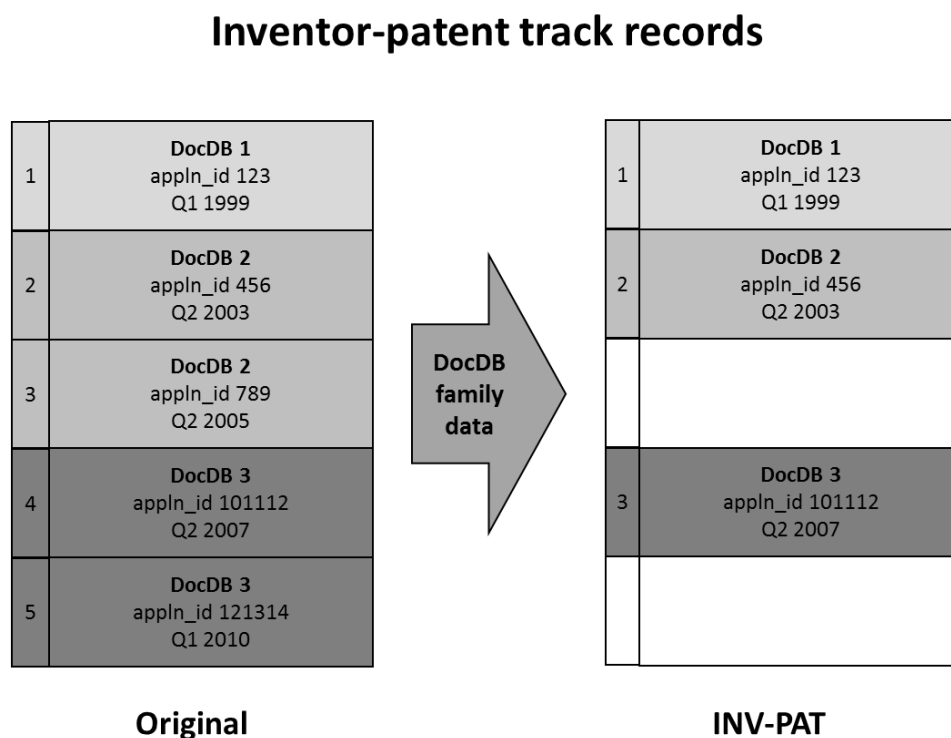 Inventor-patent track records
1
DocDB 1
appln_id 123
Q1 1999
2
DocDB 2
appln_id 456
Q2 2003
3
DocDB 2
appln_id 789
Q2 2005
4
DocDB 3
appln_id 101112
Q2 2007
5
DocDB 3
appln_id 121314
Q1 2010
Original
DocDB
family
data
1
DocDB 1
appln_id 123
Q1 1999
2
DocDB 2
appln_id 456
Q2 2003
3
DocDB 3
appln_id 101112
Q2 2007
INV-PAT